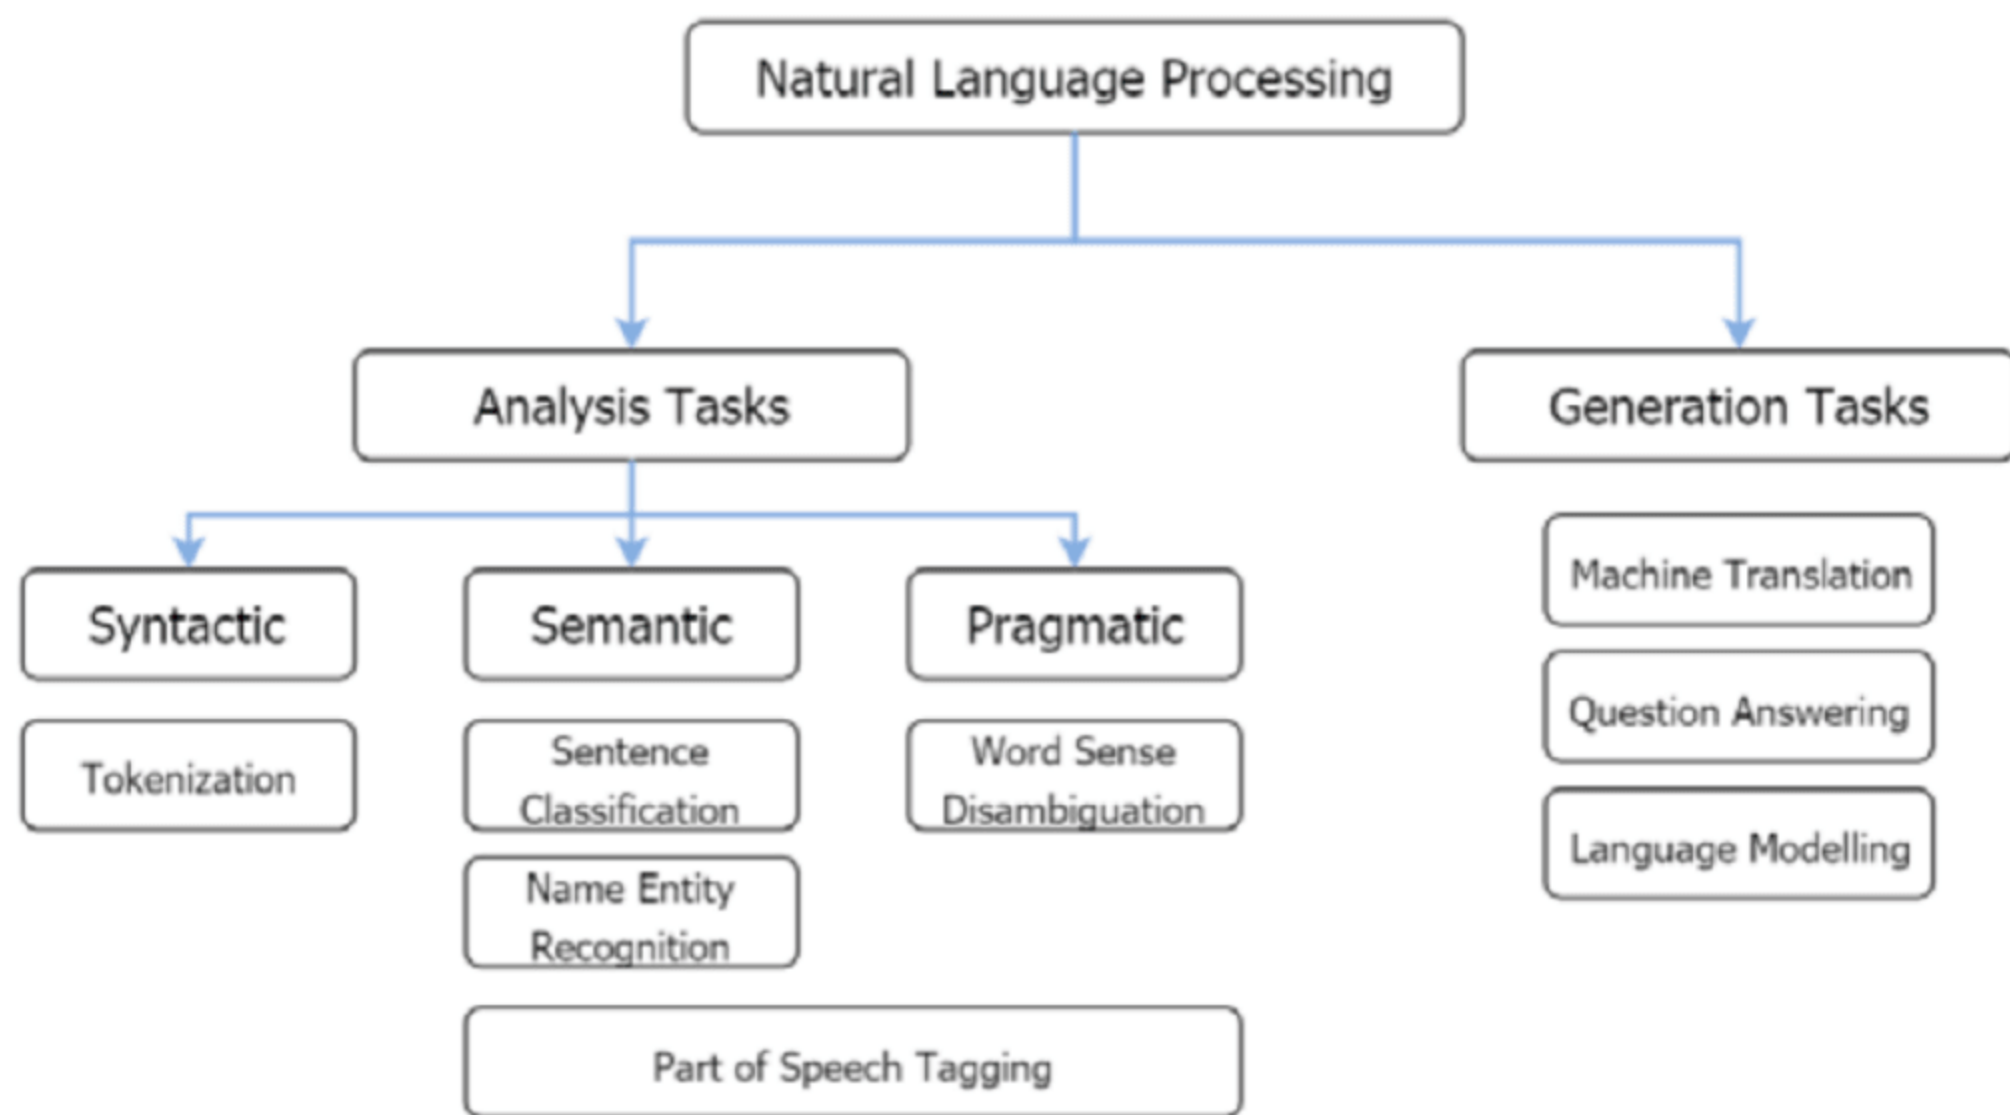 Natural Language Processing
Analysis Tasks
Generation Tasks
Syntactic
Semantic
Pragmatic
Tokenization
Sentence
Classification
Name Entity
Recognition
Word Sense
Disambiguation
Part of Speech Tagging
Machine Translation
Question Answering
Language Modelling